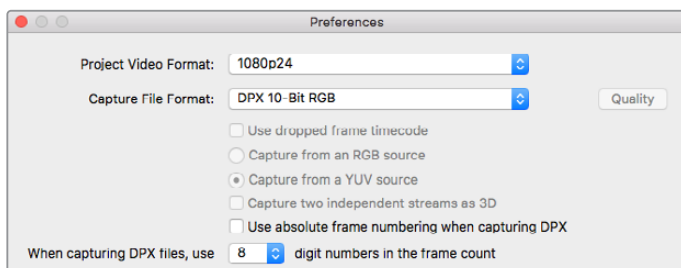 Preferences
Project Video Format: 1080p24
Capture File Format: DPX 10-Bit RGB Quality
Use dropped frame timecode
Capture from an RGB source
Capture from a YUV source
Capture two independent streams as 3D
Use absolute frame numbering when capturing DPX
When capturing DPX files, use 8 digit numbers in the frame count